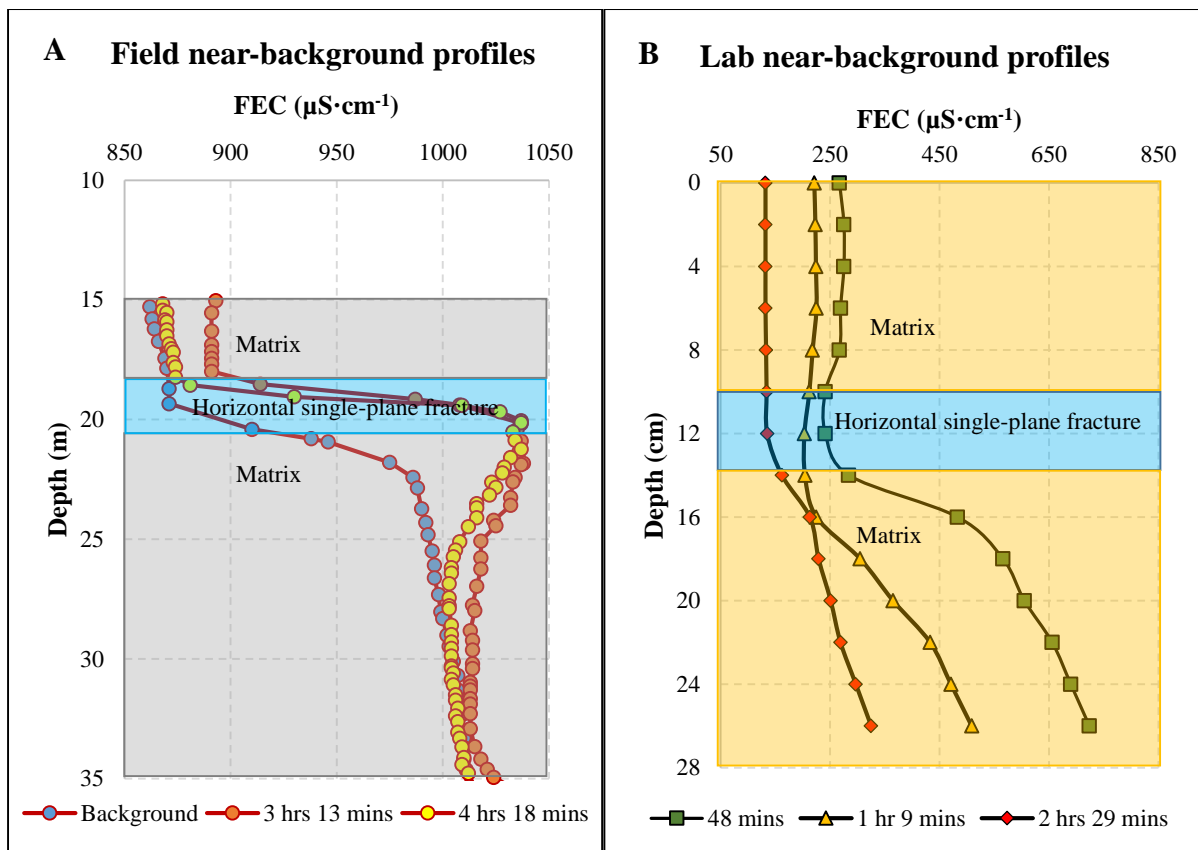 A Field near-background profiles
FEC (µS·cm⁻¹)
850 900 950 1000 1050
10
15
20
25
30
35
Depth (m)
Matrix
Horizontal single-plane fracture
Matrix
Background 3 hrs 13 mins 4 hrs 18 mins
B Lab near-background profiles
FEC (µS·cm⁻¹)
50 250 450 650 850
0
4
8
12
16
20
24
28
Depth (cm)
Matrix
Horizontal single-plane fracture
Matrix
48 mins 1 hr 9 mins 2 hrs 29 mins